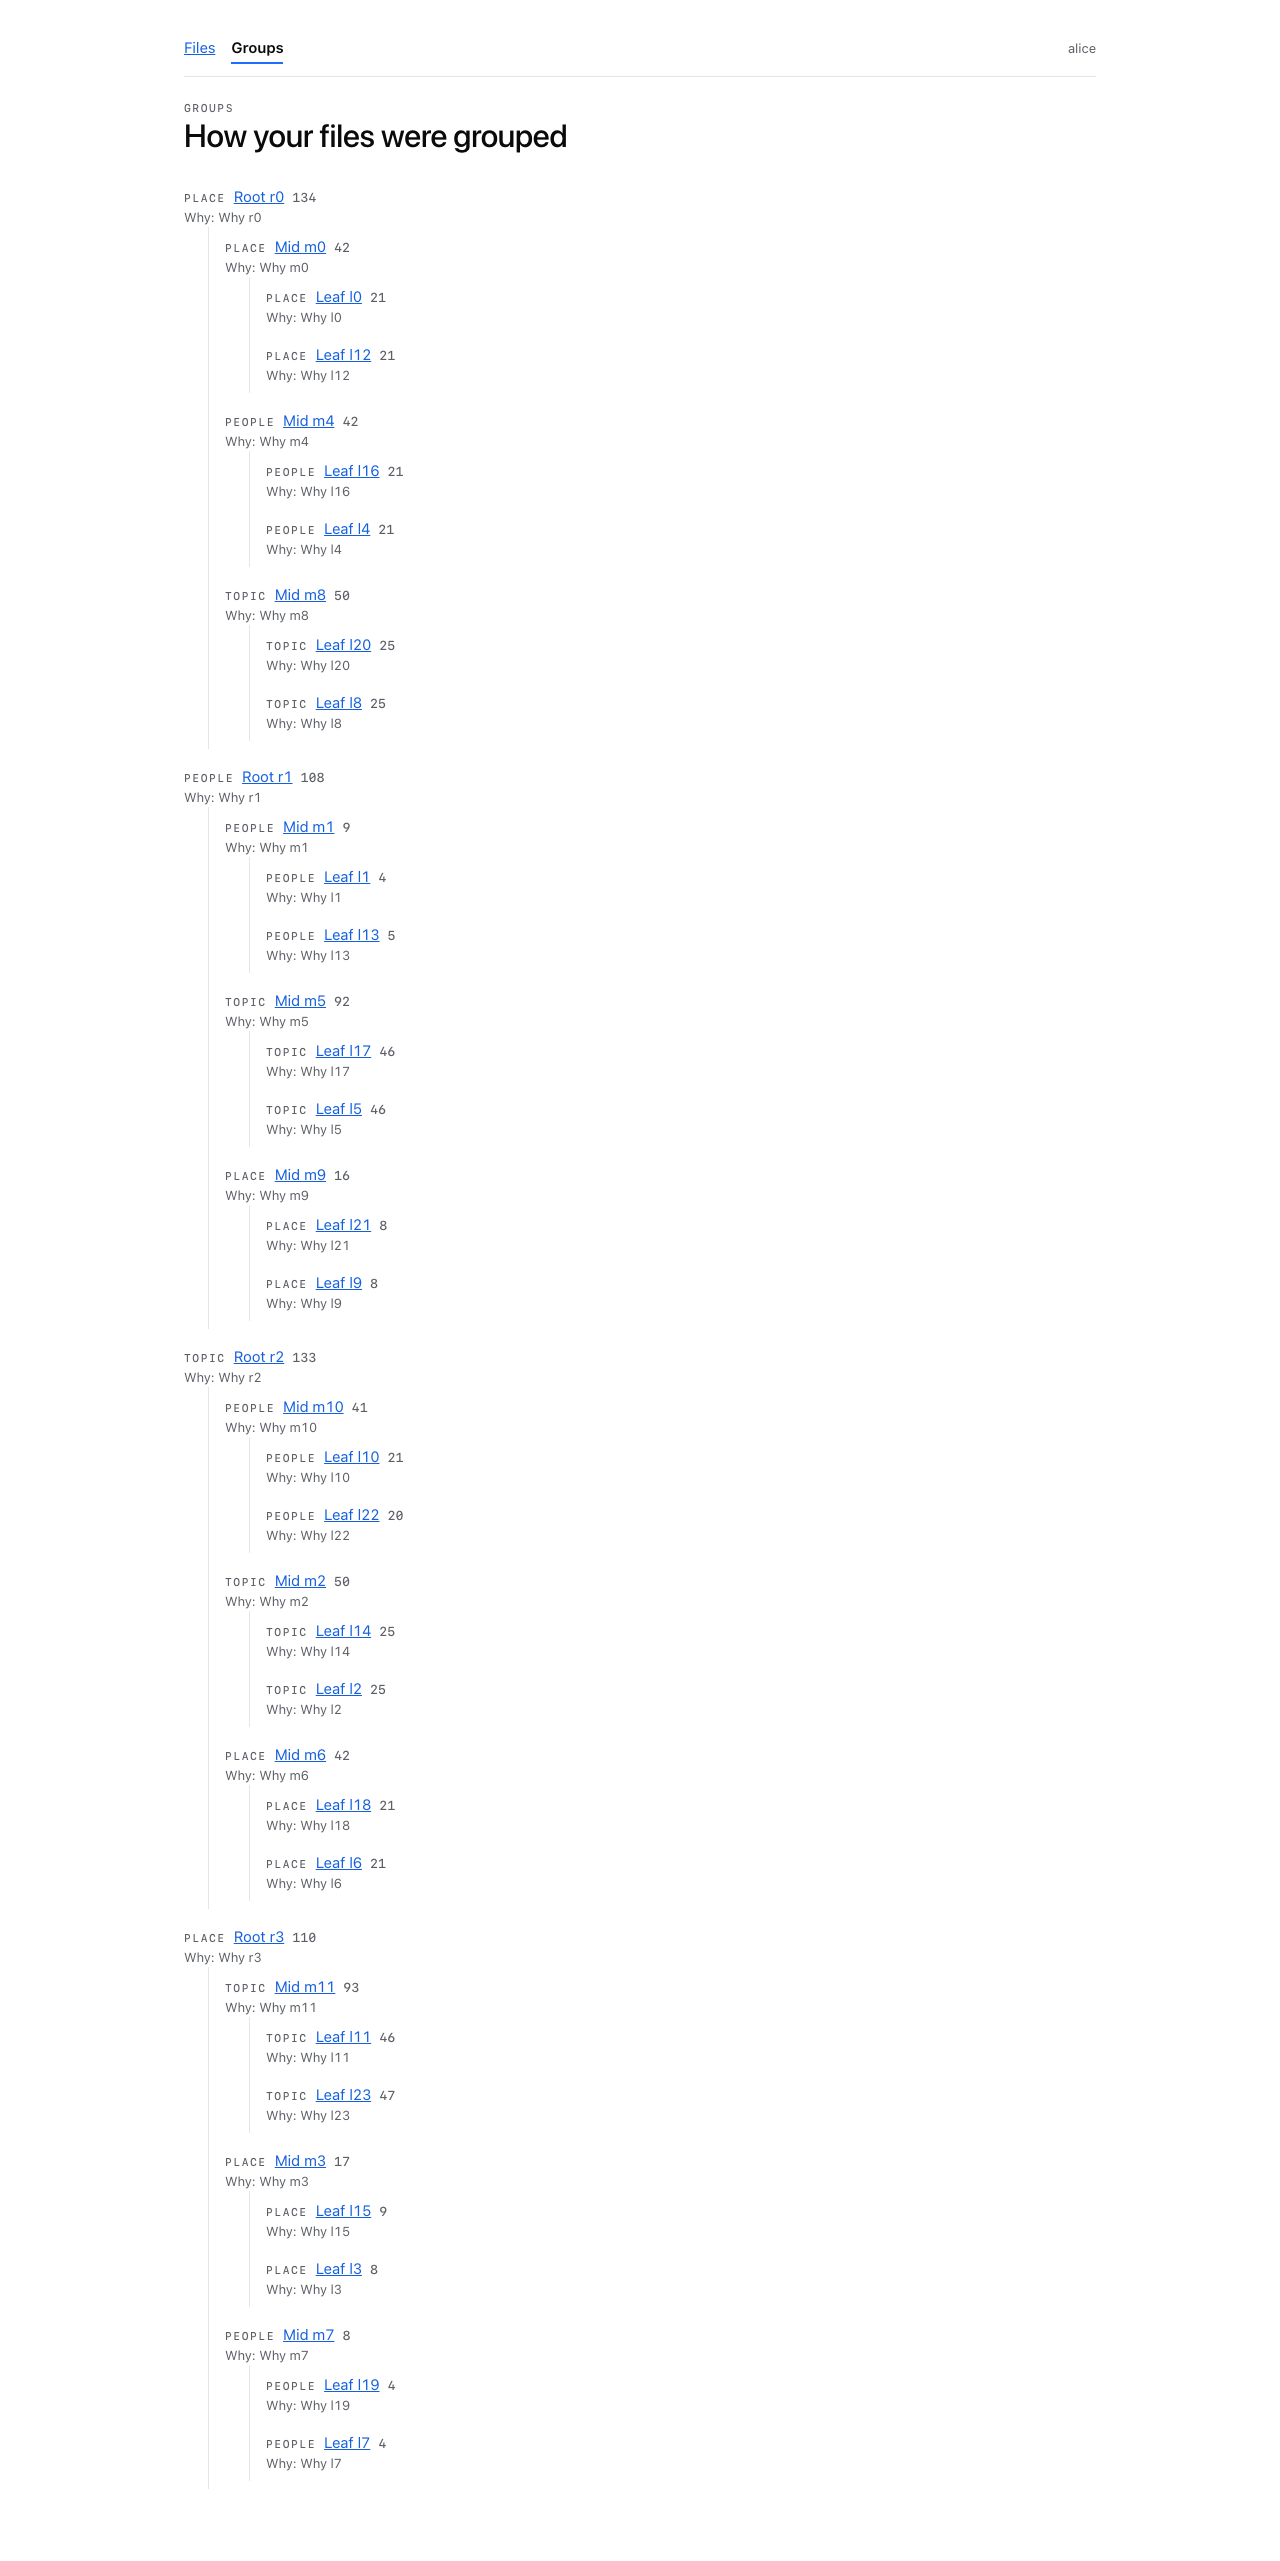 Files Groups alice
GROUPS
How your files were grouped
PLACE Root r0 134
Why: Why r0
PLACE Mid m0 42
Why: Why m0
PLACE Leaf l0 21
Why: Why l0
PLACE Leaf l12 21
Why: Why l12
PEOPLE Mid m4 42
Why: Why m4
PEOPLE Leaf l16 21
Why: Why l16
PEOPLE Leaf l4 21
Why: Why l4
TOPIC Mid m8 50
Why: Why m8
TOPIC Leaf l20 25
Why: Why l20
TOPIC Leaf l8 25
Why: Why l8
PEOPLE Root r1 108
Why: Why r1
PEOPLE Mid m1 9
Why: Why m1
PEOPLE Leaf l1 4
Why: Why l1
PEOPLE Leaf l13 5
Why: Why l13
TOPIC Mid m5 92
Why: Why m5
TOPIC Leaf l17 46
Why: Why l17
TOPIC Leaf l5 46
Why: Why l5
PLACE Mid m9 16
Why: Why m9
PLACE Leaf l21 8
Why: Why l21
PLACE Leaf l9 8
Why: Why l9
TOPIC Root r2 133
Why: Why r2
PEOPLE Mid m10 41
Why: Why m10
PEOPLE Leaf l10 21
Why: Why l10
PEOPLE Leaf l22 20
Why: Why l22
TOPIC Mid m2 50
Why: Why m2
TOPIC Leaf l14 25
Why: Why l14
TOPIC Leaf l2 25
Why: Why l2
PLACE Mid m6 42
Why: Why m6
PLACE Leaf l18 21
Why: Why l18
PLACE Leaf l6 21
Why: Why l6
PLACE Root r3 110
Why: Why r3
TOPIC Mid m11 93
Why: Why m11
TOPIC Leaf l11 46
Why: Why l11
TOPIC Leaf l23 47
Why: Why l23
PLACE Mid m3 17
Why: Why m3
PLACE Leaf l15 9
Why: Why l15
PLACE Leaf l3 8
Why: Why l3
PEOPLE Mid m7 8
Why: Why m7
PEOPLE Leaf l19 4
Why: Why l19
PEOPLE Leaf l7 4
Why: Why l7